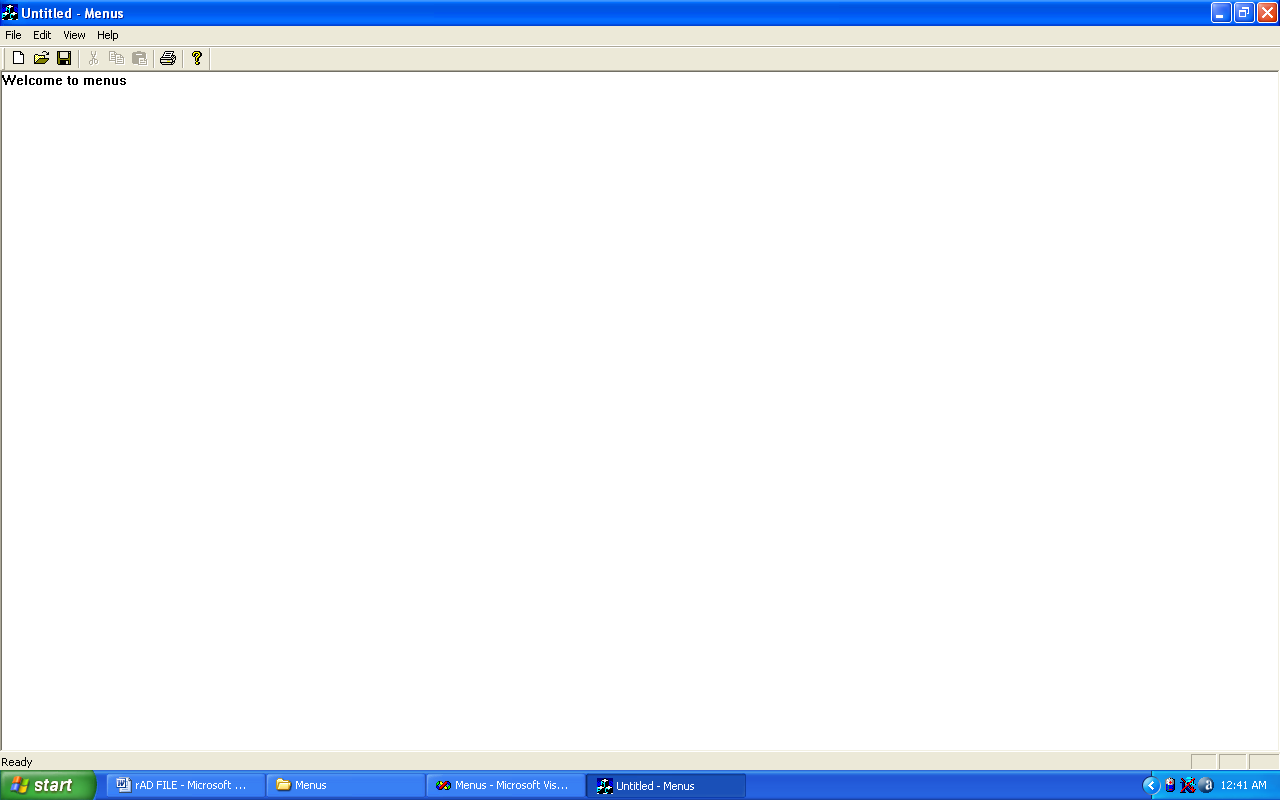 Untitled - Menus
File Edit View Help
Welcome to menus
Ready
start rAD FILE - Microsoft ... Menus Menus - Microsoft Vis... Untitled - Menus 12:41 AM